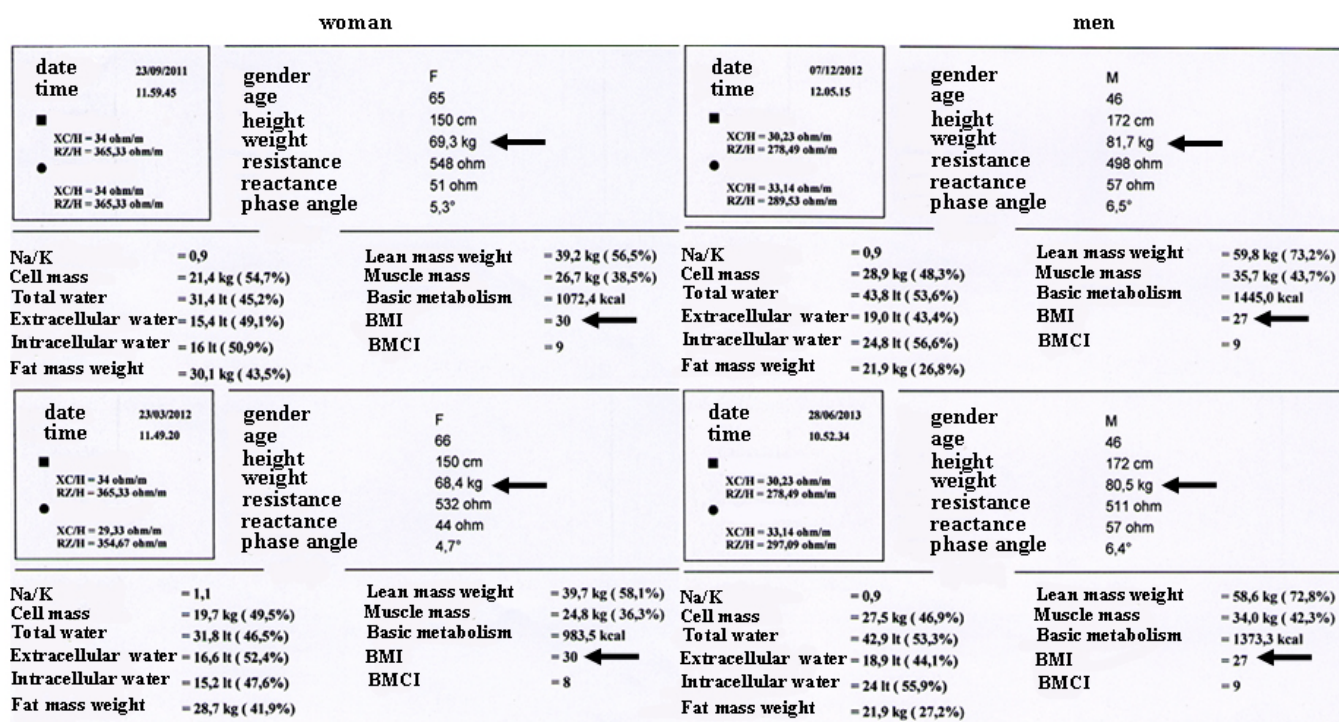 woman
men
date 23/09/2011
time 11.59.45
XC/H = 34 ohm/m
RZ/H = 365,33 ohm/m
XC/H = 34 ohm/m
RZ/H = 365,33 ohm/m
gender F
age 65
height 150 cm
weight 69,3 kg
resistance 548 ohm
reactance 51 ohm
phase angle 5,3°
Na/K = 0,9
Cell mass = 21,4 kg ( 54,7%)
Total water = 31,4 lt ( 45,2%)
Extracellular water = 15,4 lt ( 49,1%)
Intracellular water = 16 lt ( 50,9%)
Fat mass weight = 30,1 kg ( 43,5%)
Lean mass weight = 39,2 kg ( 56,5%)
Muscle mass = 26,7 kg ( 38,5%)
Basic metabolism = 1072,4 kcal
BMI = 30
BMCI = 9
date 07/12/2012
time 12.05.15
XC/H = 30,23 ohm/m
RZ/H = 278,49 ohm/m
XC/H = 33,14 ohm/m
RZ/H = 289,53 ohm/m
gender M
age 46
height 172 cm
weight 81,7 kg
resistance 498 ohm
reactance 57 ohm
phase angle 6,5°
Na/K = 0,9
Cell mass = 28,9 kg ( 48,3%)
Total water = 43,8 lt ( 53,6%)
Extracellular water = 19,0 lt ( 43,4%)
Intracellular water = 24,8 lt ( 56,6%)
Fat mass weight = 21,9 kg ( 26,8%)
Lean mass weight = 59,8 kg ( 73,2%)
Muscle mass = 35,7 kg ( 43,7%)
Basic metabolism = 1445,0 kcal
BMI = 27
BMCI = 9
date 23/03/2012
time 11.49.20
XC/H = 34 ohm/m
RZ/H = 365,33 ohm/m
XC/H = 29,33 ohm/m
RZ/H = 354,67 ohm/m
gender F
age 66
height 150 cm
weight 68,4 kg
resistance 532 ohm
reactance 44 ohm
phase angle 4,7°
Na/K = 1,1
Cell mass = 19,7 kg ( 49,5%)
Total water = 31,8 lt ( 46,5%)
Extracellular water = 16,6 lt ( 52,4%)
Intracellular water = 15,2 lt ( 47,6%)
Fat mass weight = 28,7 kg ( 41,9%)
Lean mass weight = 39,7 kg ( 58,1%)
Muscle mass = 24,8 kg ( 36,3%)
Basic metabolism = 983,5 kcal
BMI = 30
BMCI = 8
date 28/06/2013
time 10.52.34
XC/H = 30,23 ohm/m
RZ/H = 278,49 ohm/m
XC/H = 33,14 ohm/m
RZ/H = 297,09 ohm/m
gender M
age 46
height 172 cm
weight 80,5 kg
resistance 511 ohm
reactance 57 ohm
phase angle 6,4°
Na/K = 0,9
Cell mass = 27,5 kg ( 46,9%)
Total water = 42,9 lt ( 53,3%)
Extracellular water = 18,9 lt ( 44,1%)
Intracellular water = 24 lt ( 55,9%)
Fat mass weight = 21,9 kg ( 27,2%)
Lean mass weight = 58,6 kg ( 72,8%)
Muscle mass = 34,0 kg ( 42,3%)
Basic metabolism = 1373,3 kcal
BMI = 27
BMCI = 9